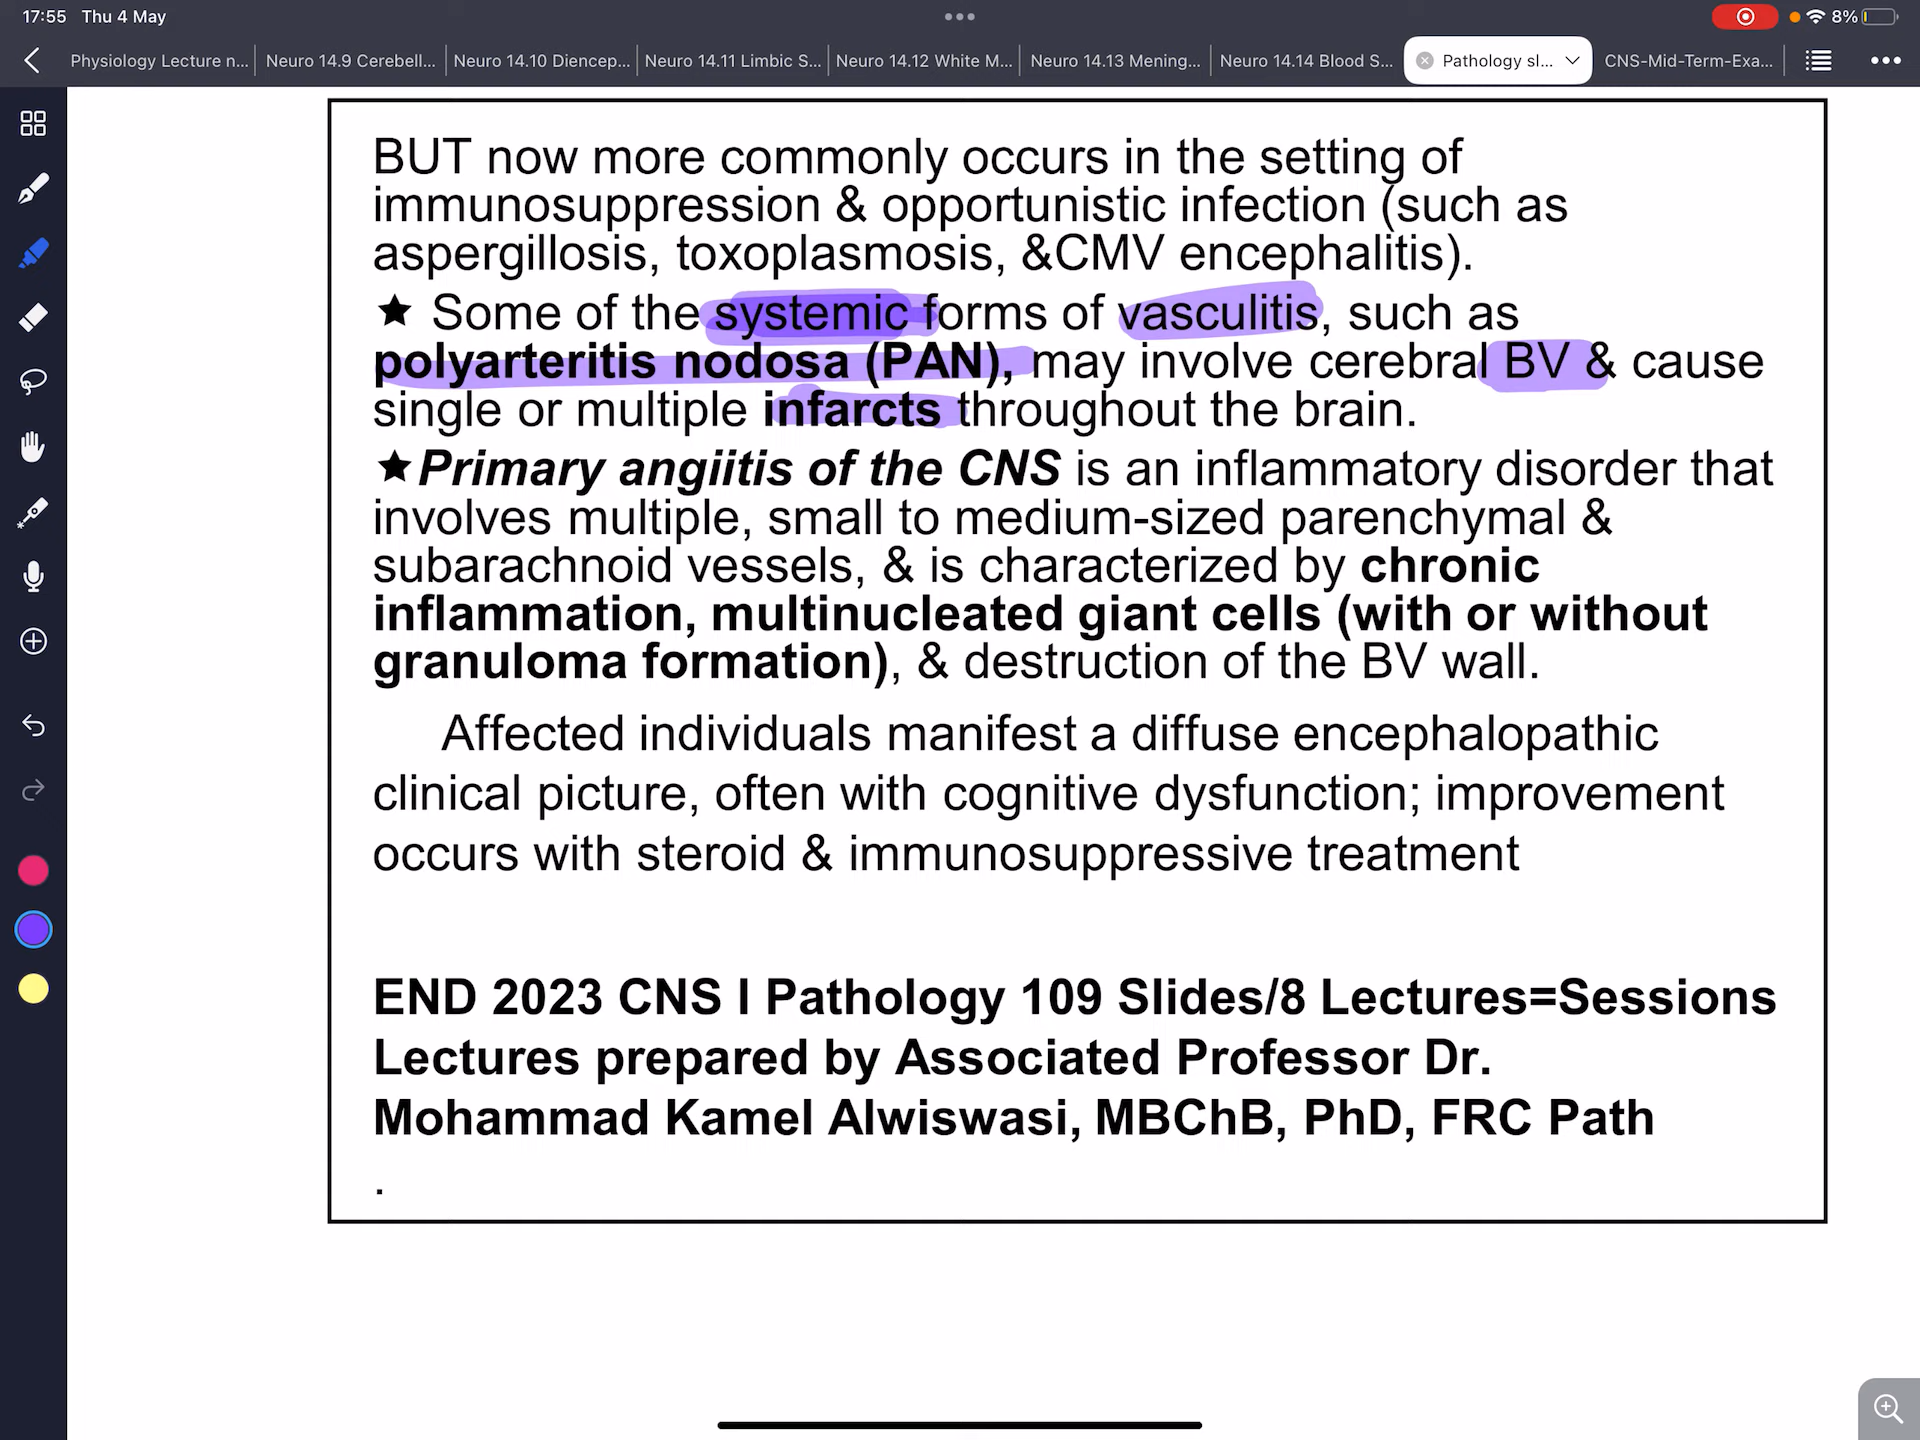 17:55 Thu 4 May
8%
Physiology Lecture n... Neuro 14.9 Cerebell... Neuro 14.10 Diencep... Neuro 14.11 Limbic S... Neuro 14.12 White M... Neuro 14.13 Mening... Neuro 14.14 Blood S... Pathology sl... CNS-Mid-Term-Exa...
BUT now more commonly occurs in the setting of
immunosuppression & opportunistic infection (such as
aspergillosis, toxoplasmosis, &CMV encephalitis).
★ Some of the systemic forms of vasculitis, such as
polyarteritis nodosa (PAN), may involve cerebral BV & cause
single or multiple infarcts throughout the brain.
★Primary angiitis of the CNS is an inflammatory disorder that
involves multiple, small to medium-sized parenchymal &
subarachnoid vessels, & is characterized by chronic
inflammation, multinucleated giant cells (with or without
granuloma formation), & destruction of the BV wall.
Affected individuals manifest a diffuse encephalopathic
clinical picture, often with cognitive dysfunction; improvement
occurs with steroid & immunosuppressive treatment
END 2023 CNS I Pathology 109 Slides/8 Lectures=Sessions
Lectures prepared by Associated Professor Dr.
Mohammad Kamel Alwiswasi, MBChB, PhD, FRC Path
.